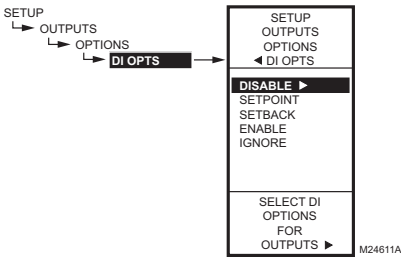 SETUP
OUTPUTS
OPTIONS
DI OPTS
SETUP
OUTPUTS
OPTIONS
◄ DI OPTS
DISABLE ►
SETPOINT
SETBACK
ENABLE
IGNORE
SELECT DI
OPTIONS
FOR
OUTPUTS ►
M24611A